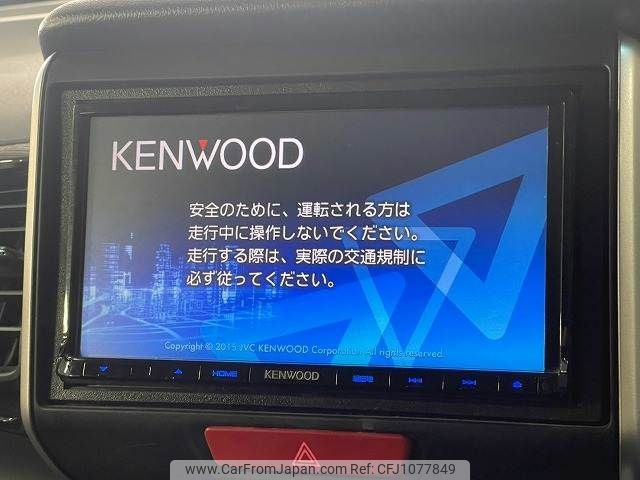 KENWOOD
安全のために、運転される方は
走行中に操作しないでください。
走行する際は、実際の交通規制に
必ず従ってください。
Copyright © 2015 JVC KENWOOD Corporation All rights reserved.
HOME KENWOOD 現在地
www.CarFromJapan.com | Ref: CFJ1077849